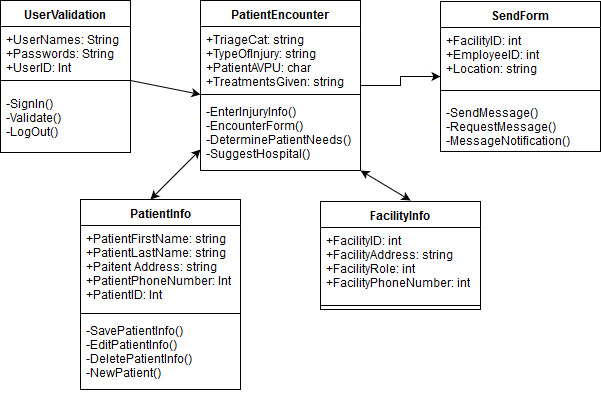 UserValidation
+UserNames: String
+Passwords: String
+UserID: Int
-SignIn()
-Validate()
-LogOut()
PatientEncounter
+TriageCat: String
+TypeOfInjury: string
+PatientAVPU: char
+TreatmentsGiven: string
-EnterInjuryInfo()
-EncounterForm()
-DeterminePatientNeeds()
-SuggestHospital()
SendForm
+FacilityID: int
+EmployeeID: int
+Location: string
-SendMessage()
-RequestMessage()
-MessageNotification()
PatientInfo
+PatientFirstName: string
+PatientLastName: string
+Paitent Address: string
+PatientPhoneNumber: Int
+PatientID: Int
-SavePatientInfo()
-EditPatientInfo()
-DeletePatientInfo()
-NewPatient()
FacilityInfo
+FacilityID: int
+FacilityAddress: string
+FacilityRole: int
+FacilityPhoneNumber: int